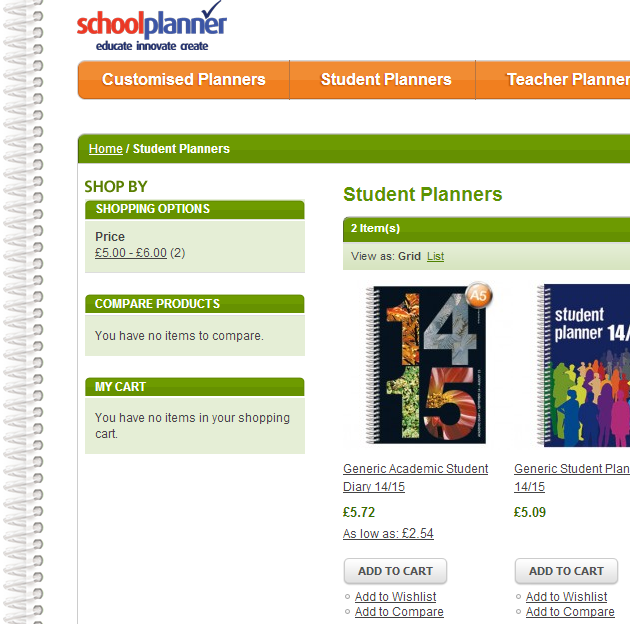 schoolplanner
educate innovate create
Customised Planners
Student Planners
Teacher Planner
Home / Student Planners
SHOP BY
SHOPPING OPTIONS
Price
£5.00 - £6.00 (2)
COMPARE PRODUCTS
You have no items to compare.
MY CART
You have no items in your shopping
cart.
Student Planners
2 Item(s)
View as: Grid List
A5
14
15
student
planner 14/
Generic Academic Student
Diary 14/15
£5.72
As low as: £2.54
ADD TO CART
Add to Wishlist
Add to Compare
Generic Student Plan
14/15
£5.09
ADD TO CART
Add to Wishlist
Add to Compare